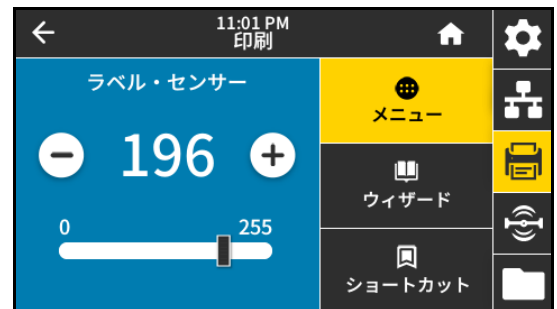 11:01 PM
印刷
ラベル・センサー
196
0 255
メニュー
ウィザード
ショートカット